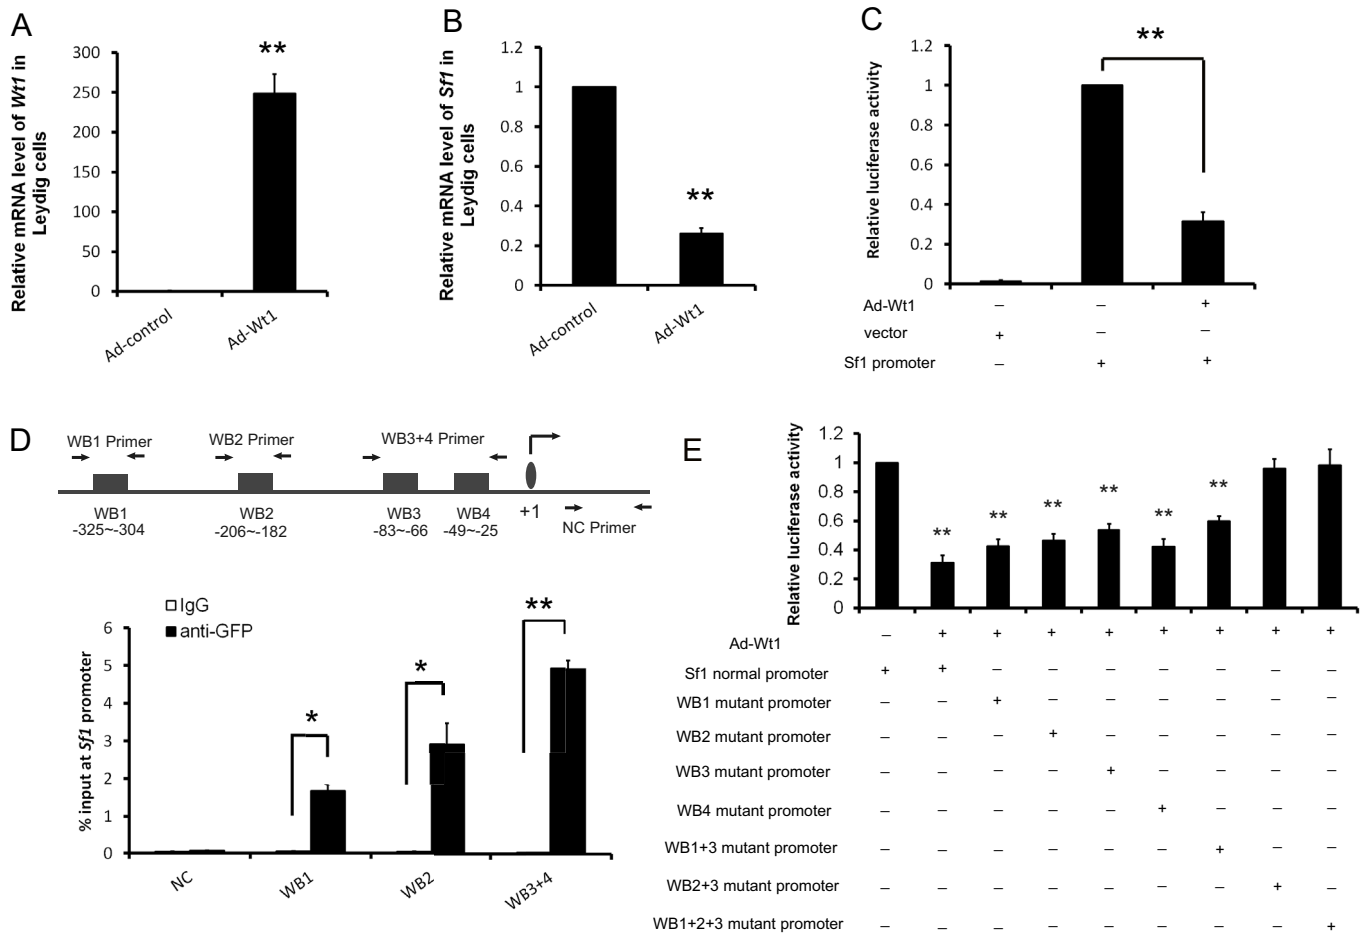 A
Relative mRNA level of Wt1 in
Leydig cells
300
250
200
150
100
50
0
**
Ad-control
Ad-Wt1
B
Relative mRNA level of Sf1 in
Leydig cells
1.2
1
0.8
0.6
0.4
0.2
0
**
Ad-control
Ad-Wt1
C
Relative luciferase activity
1.2
1
0.8
0.6
0.4
0.2
0
**
Ad-Wt1 – – +
vector + – –
Sf1 promoter – + +
D
WB1 Primer WB2 Primer WB3+4 Primer
WB1 WB2 WB3 WB4 +1 NC Primer
-325~-304 -206~-182 -83~-66 -49~-25
IgG
anti-GFP
% input at Sf1 promoter
6
5
4
3
2
1
0
* * **
NC WB1 WB2 WB3+4
E
Relative luciferase activity
1.2
1
0.8
0.6
0.4
0.2
0
** ** ** ** ** **
Ad-Wt1 – + + + + + + + +
Sf1 normal promoter + + – – – – – – –
WB1 mutant promoter – – + – – – – – –
WB2 mutant promoter – – – + – – – – –
WB3 mutant promoter – – – – + – – – –
WB4 mutant promoter – – – – – + – – –
WB1+3 mutant promoter – – – – – – + – –
WB2+3 mutant promoter – – – – – – – + –
WB1+2+3 mutant promoter – – – – – – – – +